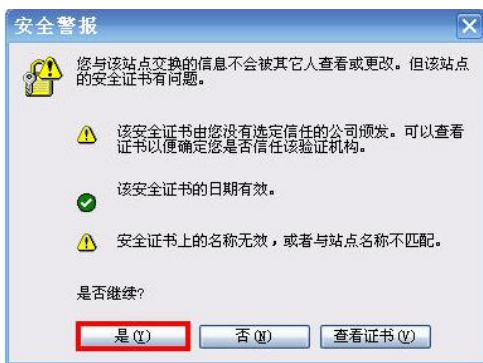 安全警报
您与该站点交换的信息不会被其它人查看或更改。但该站点
的安全证书有问题。
该安全证书由您没有选定信任的公司颁发。可以查看
证书以便确定您是否信任该验证机构。
该安全证书的日期有效。
安全证书上的名称无效，或者与站点名称不匹配。
是否继续?
是(Y) 否(N) 查看证书(V)